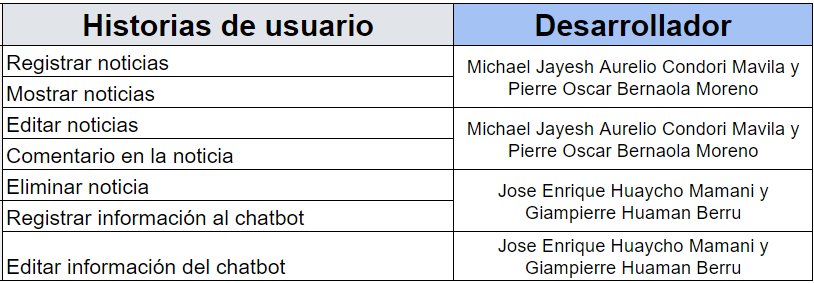 Historias de usuario
Desarrollador
Registrar noticias
Mostrar noticias
Michael Jayesh Aurelio Condori Mavila y
Pierre Oscar Bernaola Moreno
Editar noticias
Comentario en la noticia
Michael Jayesh Aurelio Condori Mavila y
Pierre Oscar Bernaola Moreno
Eliminar noticia
Registrar información al chatbot
Jose Enrique Huaycho Mamani y
Giampierre Huaman Berru
Editar información del chatbot
Jose Enrique Huaycho Mamani y
Giampierre Huaman Berru